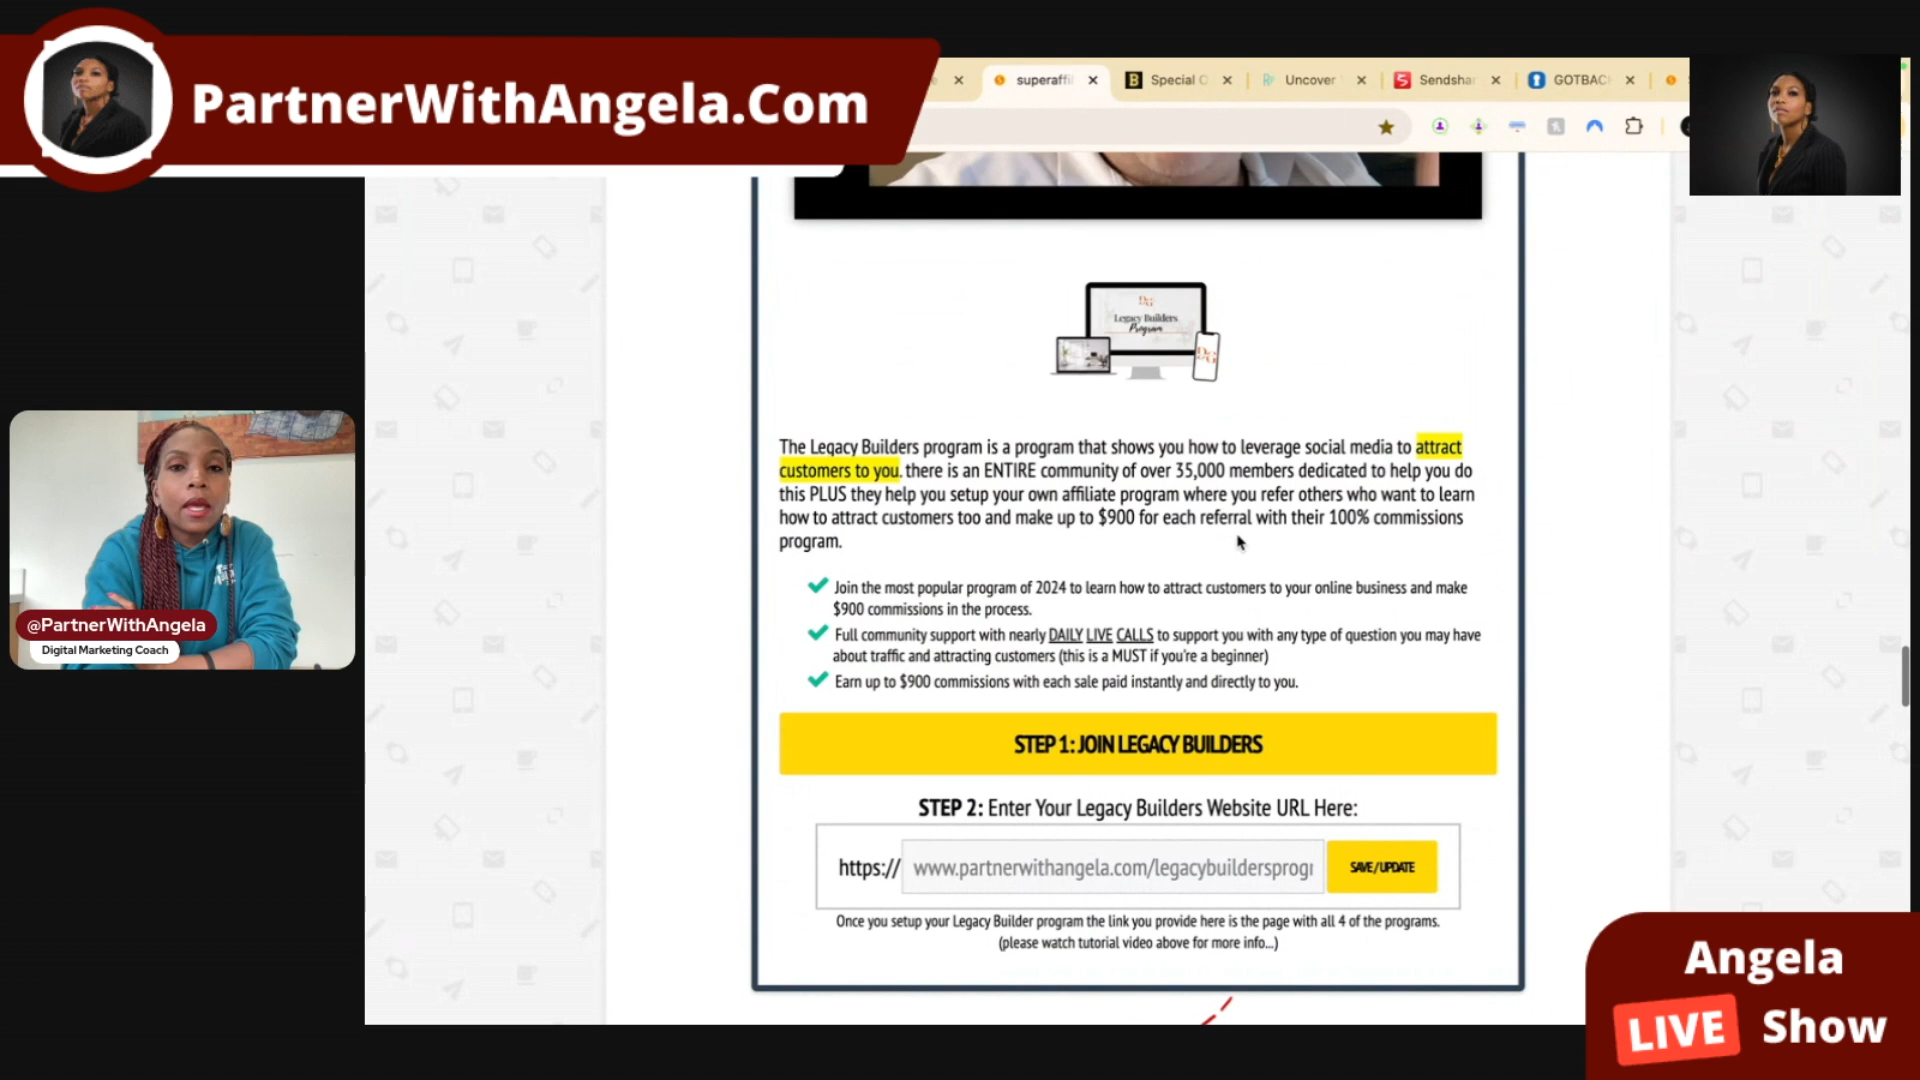 PartnerWithAngela.Com
superaffil
Special O
Uncover
Sendshar
GOTBAC
DG
Legacy Builders
Program
DG
The Legacy Builders program is a program that shows you how to leverage social media to attract
customers to you. there is an ENTIRE community of over 35,000 members dedicated to help you do
this PLUS they help you setup your own affiliate program where you refer others who want to learn
how to attract customers too and make up to $900 for each referral with their 100% commissions
program.
Join the most popular program of 2024 to learn how to attract customers to your online business and make
$900 commissions in the process.
Full community support with nearly DAILY LIVE CALLS to support you with any type of question you may have
about traffic and attracting customers (this is a MUST if you're a beginner)
Earn up to $900 commissions with each sale paid instantly and directly to you.
STEP 1: JOIN LEGACY BUILDERS
STEP 2: Enter Your Legacy Builders Website URL Here:
https:// www.partnerwithangela.com/legacybuildersprogr
SAVE/UPDATE
Once you setup your Legacy Builder program the link you provide here is the page with all 4 of the programs.
(please watch tutorial video above for more info...)
@PartnerWithAngela
Digital Marketing Coach
Angela
LIVE Show